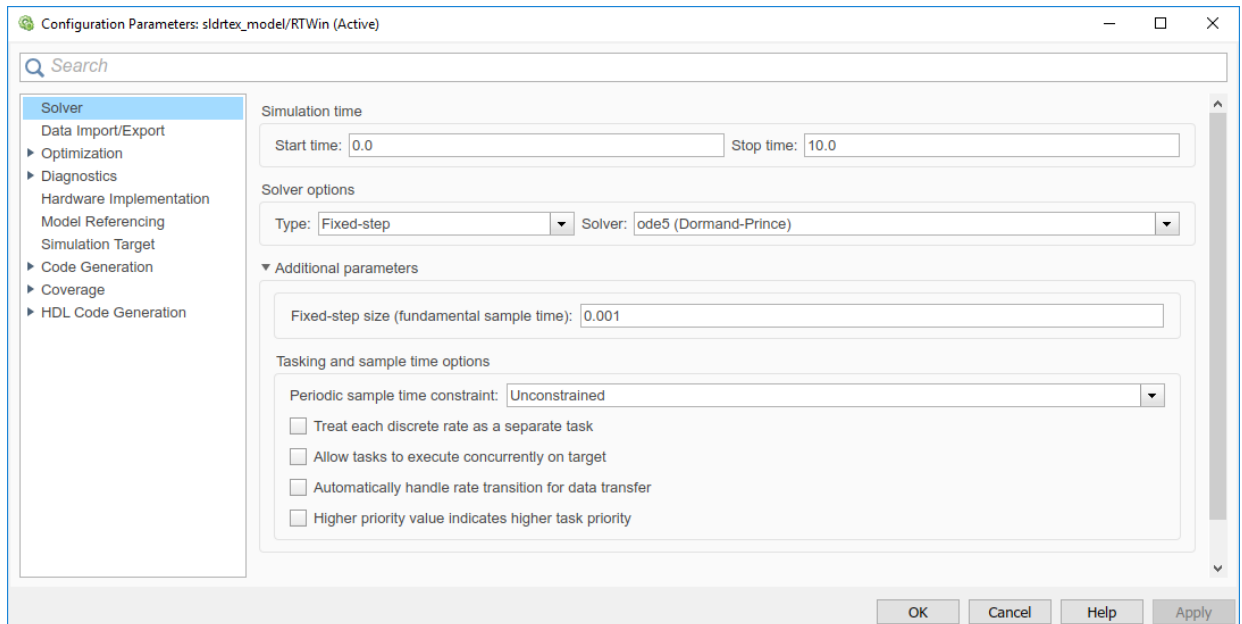 Configuration Parameters: sldrtex_model/RTWin (Active)
Search
Solver
Data Import/Export
Optimization
Diagnostics
Hardware Implementation
Model Referencing
Simulation Target
Code Generation
Coverage
HDL Code Generation
Simulation time
Start time: 0.0 Stop time: 10.0
Solver options
Type: Fixed-step Solver: ode5 (Dormand-Prince)
Additional parameters
Fixed-step size (fundamental sample time): 0.001
Tasking and sample time options
Periodic sample time constraint: Unconstrained
Treat each discrete rate as a separate task
Allow tasks to execute concurrently on target
Automatically handle rate transition for data transfer
Higher priority value indicates higher task priority
OK Cancel Help Apply